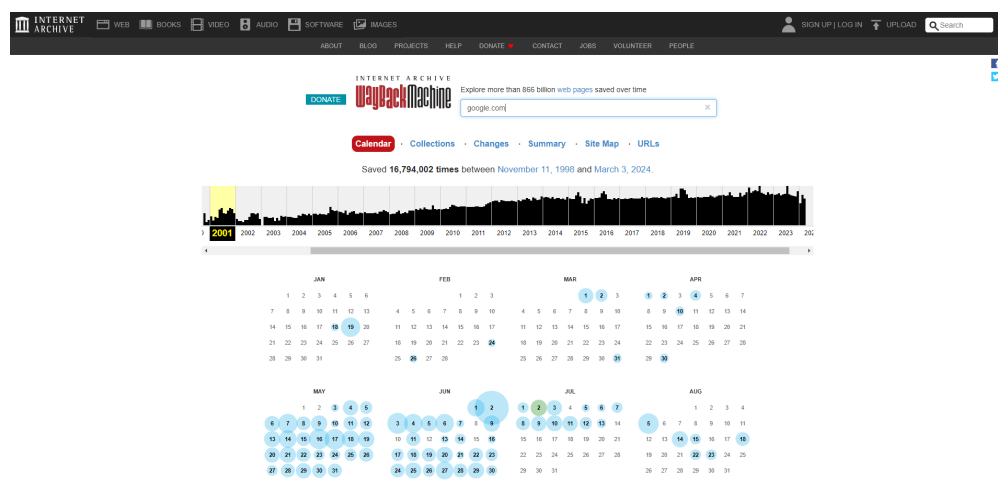 INTERNET ARCHIVE WEB BOOKS VIDEO AUDIO SOFTWARE IMAGES SIGN UP | LOG IN UPLOAD Search
ABOUT BLOG PROJECTS HELP DONATE CONTACT JOBS VOLUNTEER PEOPLE
INTERNET ARCHIVE
DONATE WayBackMachine Explore more than 866 billion web pages saved over time
google.com ×
Calendar · Collections · Changes · Summary · Site Map · URLs
Saved 16,794,002 times between November 11, 1998 and March 3, 2024.
2001 2002 2003 2004 2005 2006 2007 2008 2009 2010 2011 2012 2013 2014 2015 2016 2017 2018 2019 2020 2021 2022 2023
JAN FEB MAR APR
1 2 3 4 5 6 1 2 3 1 2 3 1 2 3 4 5 6 7
7 8 9 10 11 12 13 4 5 6 7 8 9 10 4 5 6 7 8 9 10 8 9 10 11 12 13 14
14 15 16 17 18 19 20 11 12 13 14 15 16 17 11 12 13 14 15 16 17 15 16 17 18 19 20 21
21 22 23 24 25 26 27 18 19 20 21 22 23 24 18 19 20 21 22 23 24 22 23 24 25 26 27 28
28 29 30 31 25 26 27 28 25 26 27 28 29 30 31 29 30
MAY JUN JUL AUG
1 2 3 4 5 1 2 1 2 3 4 5 6 7 1 2 3 4
6 7 8 9 10 11 12 3 4 5 6 7 8 9 8 9 10 11 12 13 14 5 6 7 8 9 10 11
13 14 15 16 17 18 19 10 11 12 13 14 15 16 15 16 17 18 19 20 21 12 13 14 15 16 17 18
20 21 22 23 24 25 26 17 18 19 20 21 22 23 22 23 24 25 26 27 28 19 20 21 22 23 24 25
27 28 29 30 31 24 25 26 27 28 29 30 29 30 31 26 27 28 29 30 31